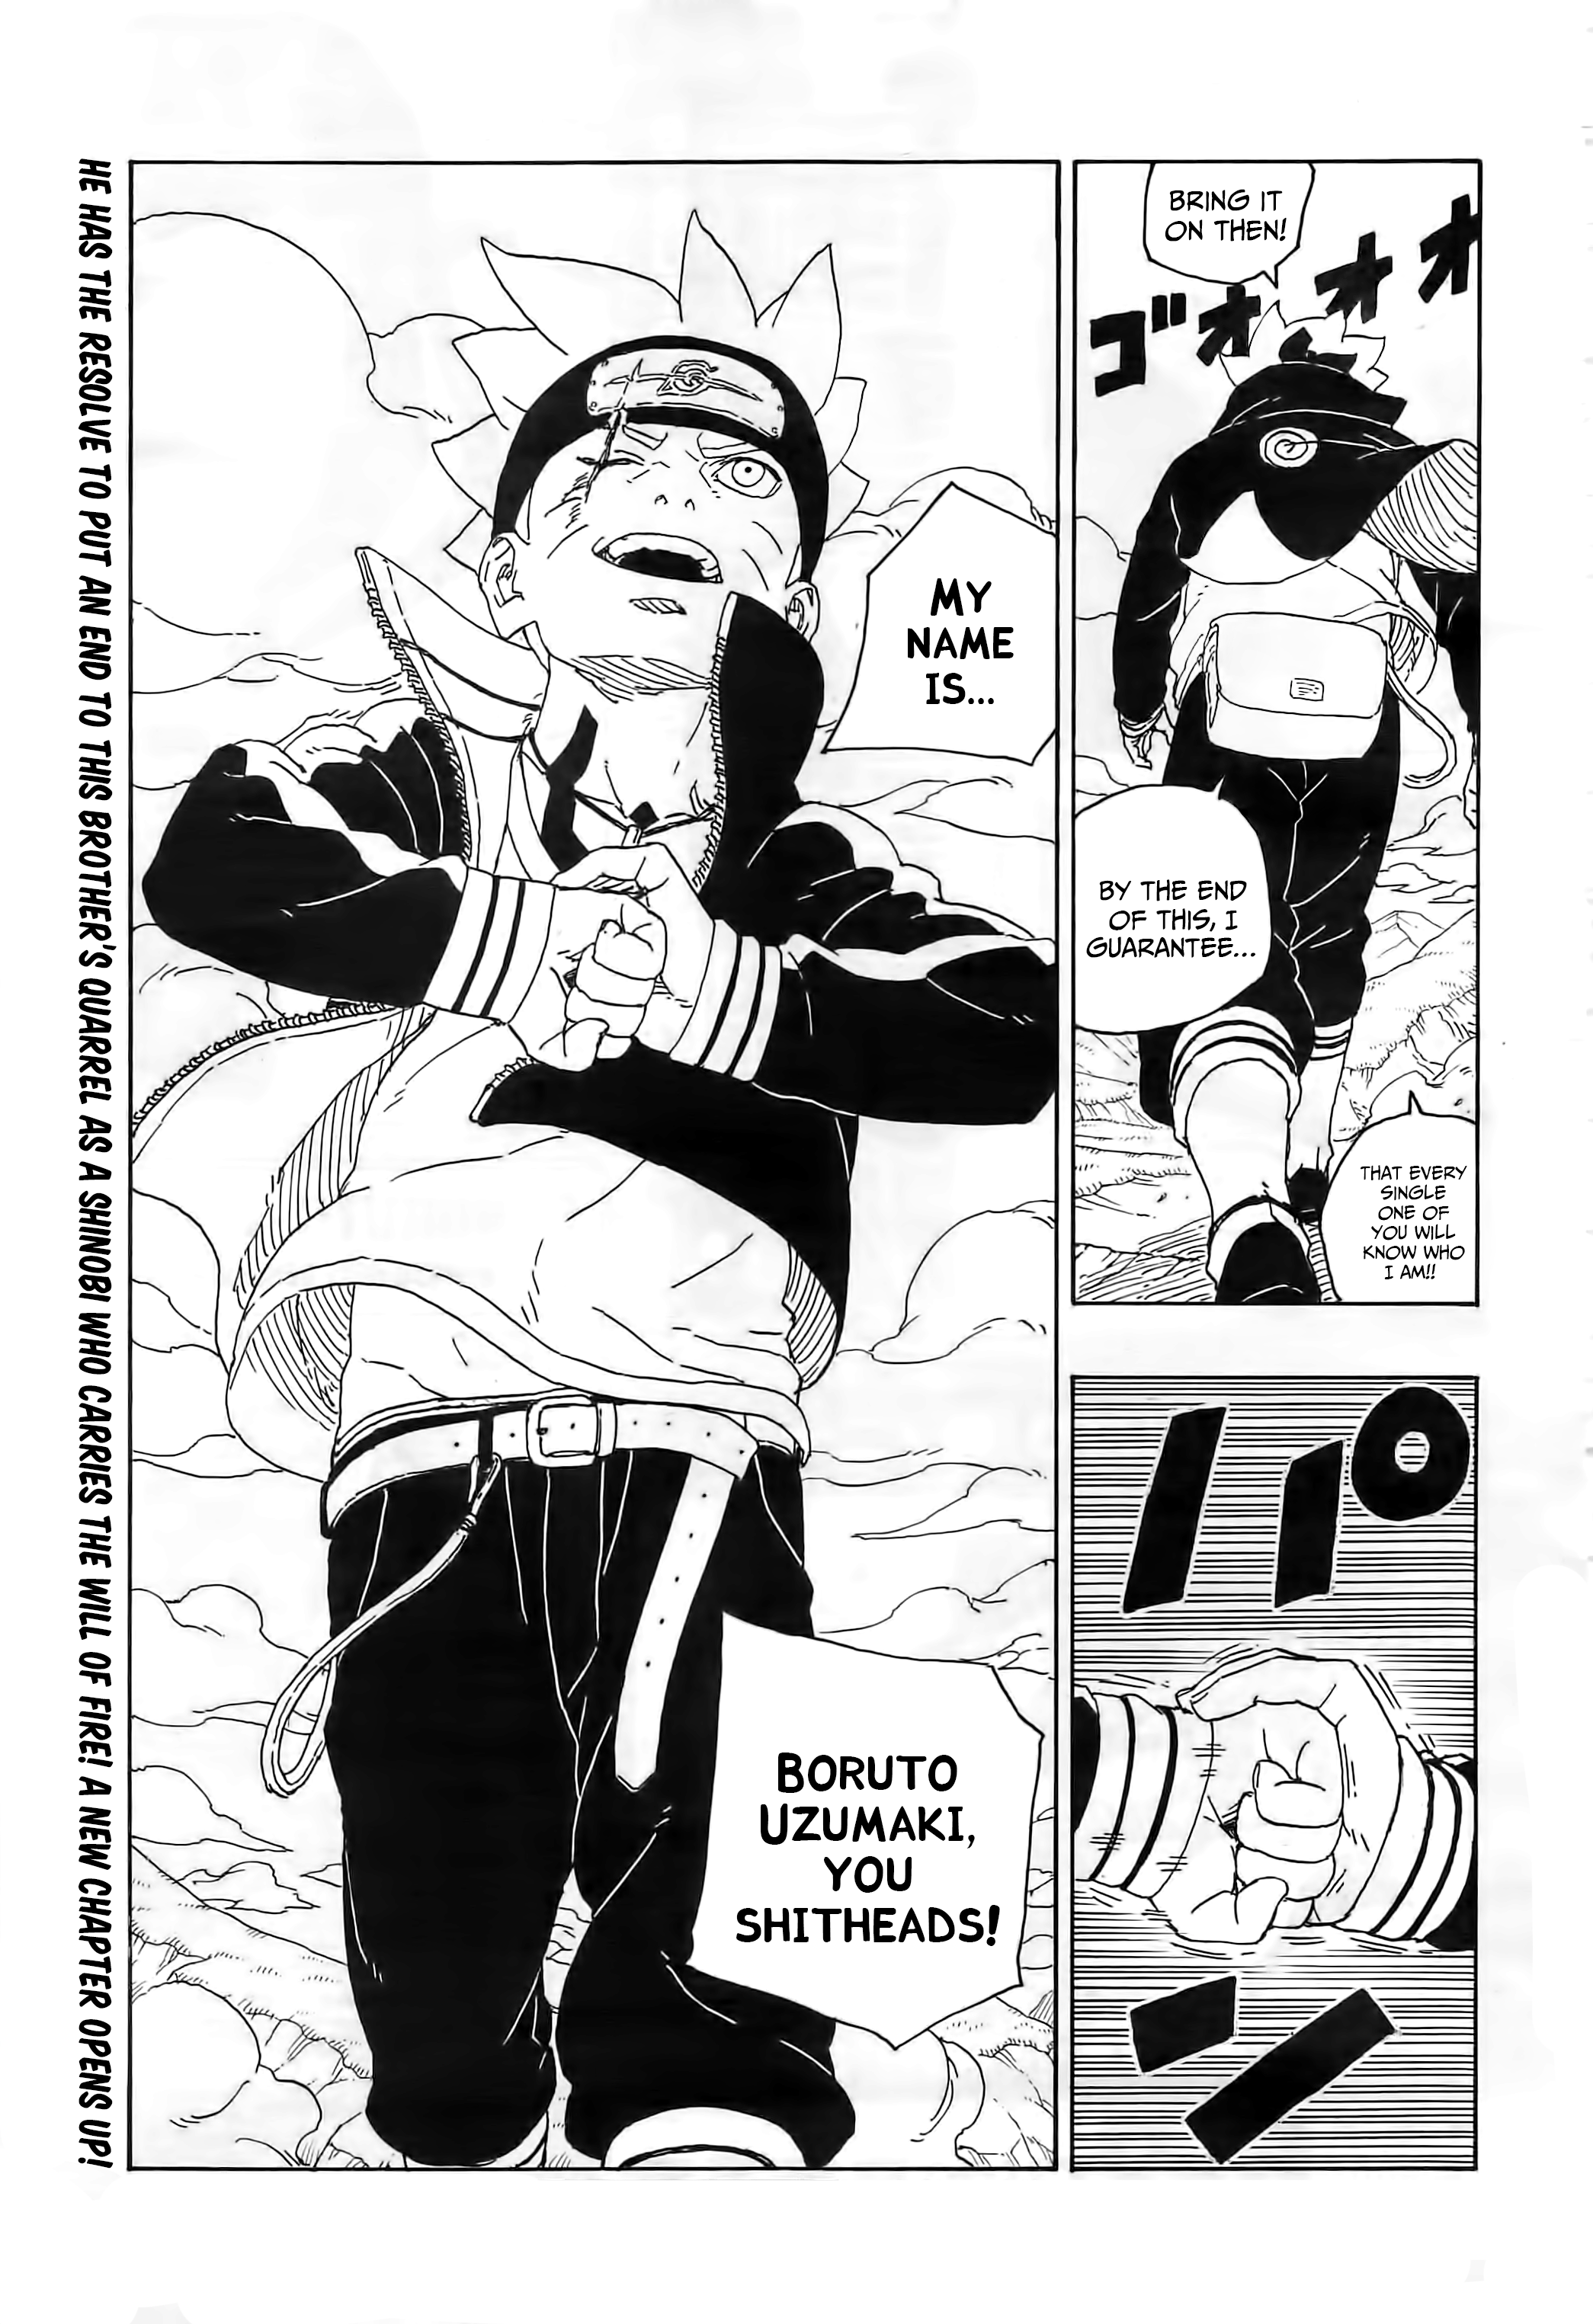 BRING IT
ON THEN!
ゴオオオ
BY THE END
OF THIS, I
GUARANTEE...
THAT EVERY
SINGLE
ONE OF
YOU WILL
KNOW WHO
I AM!!
パン
MY
NAME
IS...
BORUTO
UZUMAKI,
YOU
SHITHEADS!
HE HAS THE RESOLVE TO PUT AN END TO THIS BROTHER'S QUARREL AS A SHINOBI WHO CARRIES THE WILL OF FIRE! A NEW CHAPTER OPENS UP!